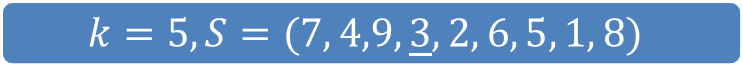 k = 5, S = (7, 4,9, 3, 2, 6, 5, 1, 8)